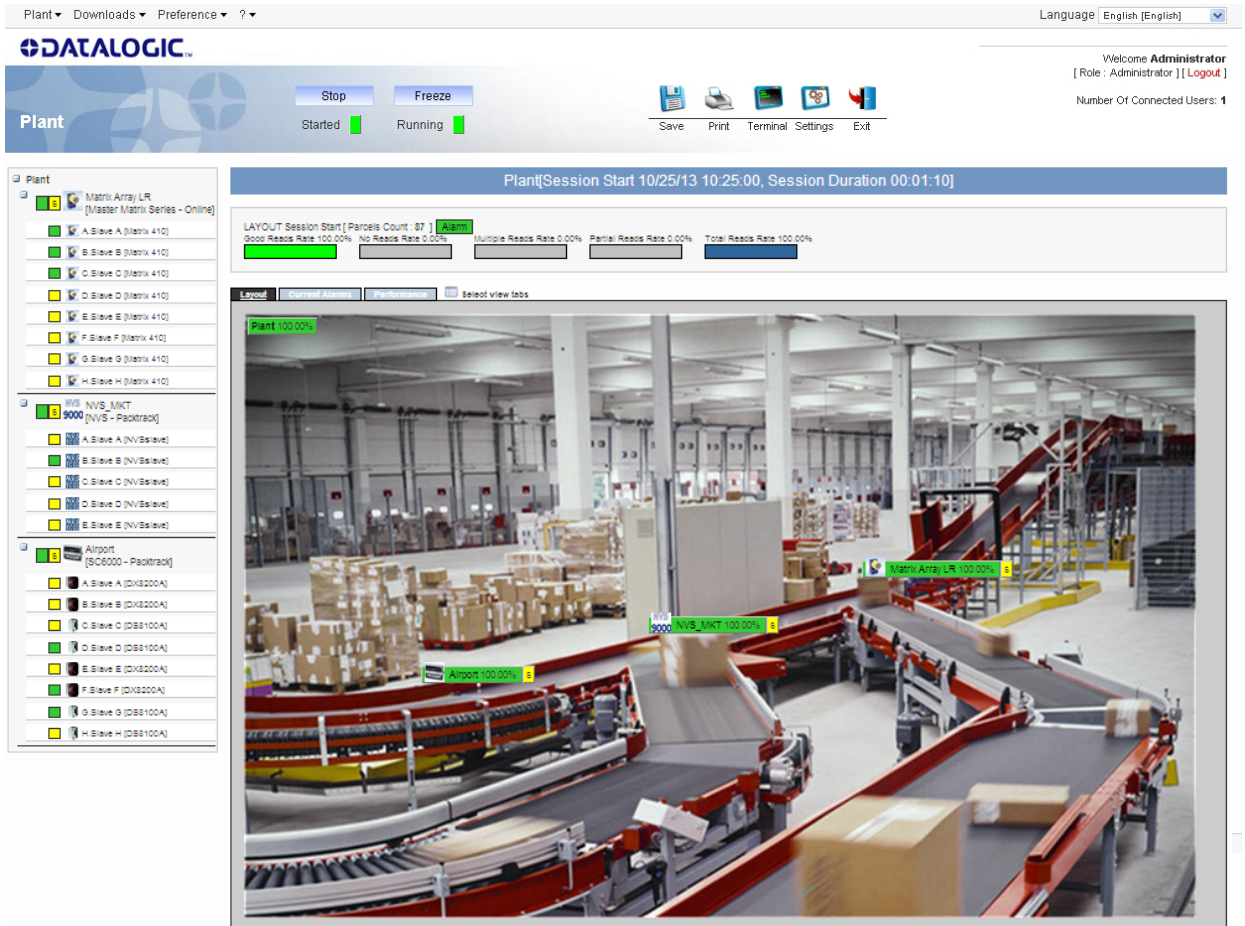 Plant Downloads Preference ?
Language English [English]
DATALOGIC™
Welcome Administrator
[ Role : Administrator ] [ Logout ]
Number Of Connected Users: 1
Plant
Stop Freeze
Started Running
Save Print Terminal Settings Exit
Plant[Session Start 10/25/13 10:25:00, Session Duration 00:01:10]
LAYOUT Session Start [ Parcels Count : 87 ] Alarm
Good Reads Rate 100.00% No Reads Rate 0.00% Multiple Reads Rate 0.00% Partial Reads Rate 0.00% Total Reads Rate 100.00%
Layout Current Alarms Performance Select view tabs
Plant
s Matrix Array LR
[Master Matrix Series - Online]
A.Slave A [Matrix 410]
B.Slave B [Matrix 410]
C.Slave C [Matrix 410]
D.Slave D [Matrix 410]
E.Slave E [Matrix 410]
F.Slave F [Matrix 410]
G.Slave G [Matrix 410]
H.Slave H [Matrix 410]
s NVS 9000 NVS_MKT
[NVS - Packtrack]
A.Slave A [NVSslave]
B.Slave B [NVSslave]
C.Slave C [NVSslave]
D.Slave D [NVSslave]
E.Slave E [NVSslave]
s Airport
[SC6000 - Packtrack]
A.Slave A [DX8200A]
B.Slave B [DX8200A]
C.Slave C [DS8100A]
D.Slave D [DS8100A]
E.Slave E [DX8200A]
F.Slave F [DX8200A]
G.Slave G [DS8100A]
H.Slave H [DS8100A]
Plant 100.00%
Matrix Array LR 100.00% s
NVS 9000 NVS_MKT 100.00% s
Airport 100.00% s